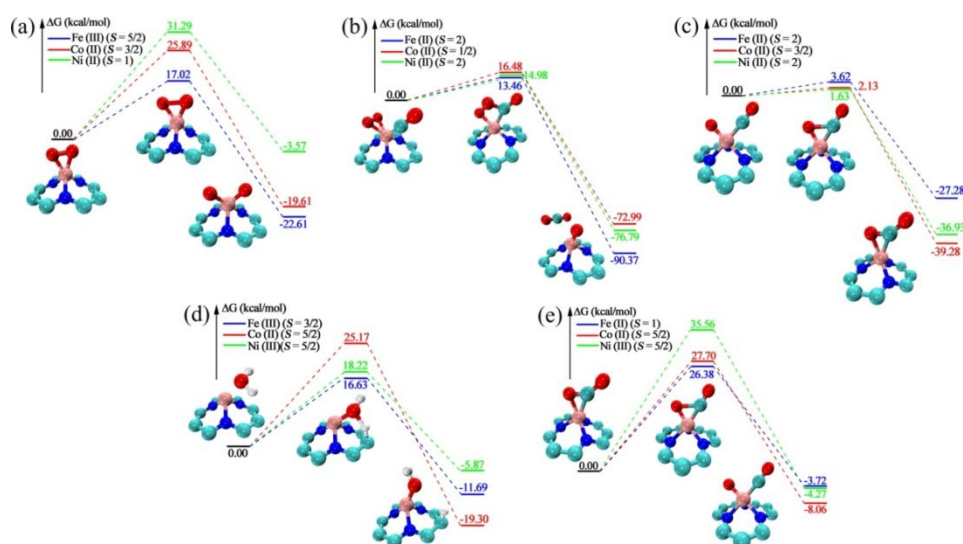 (a)
ΔG (kcal/mol)
Fe (III) (S = 5/2)
Co (II) (S = 3/2)
Ni (II) (S = 1)
31.29
25.89
17.02
0.00
-3.57
-19.61
-22.61
(b)
ΔG (kcal/mol)
Fe (II) (S = 2)
Co (II) (S = 1/2)
Ni (II) (S = 2)
16.48
14.98
13.46
0.00
-72.99
-76.79
-90.37
(c)
ΔG (kcal/mol)
Fe (II) (S = 2)
Co (II) (S = 3/2)
Ni (II) (S = 2)
3.62
2.13
1.63
0.00
-27.28
-36.93
-39.28
(d)
ΔG (kcal/mol)
Fe (III) (S = 3/2)
Co (II) (S = 5/2)
Ni (III)(S = 5/2)
25.17
18.22
16.63
0.00
-5.87
-11.69
-19.30
(e)
ΔG (kcal/mol)
Fe (II) (S = 1)
Co (II) (S = 5/2)
Ni (III) (S = 5/2)
35.56
27.70
26.38
0.00
-3.72
-4.27
-8.06